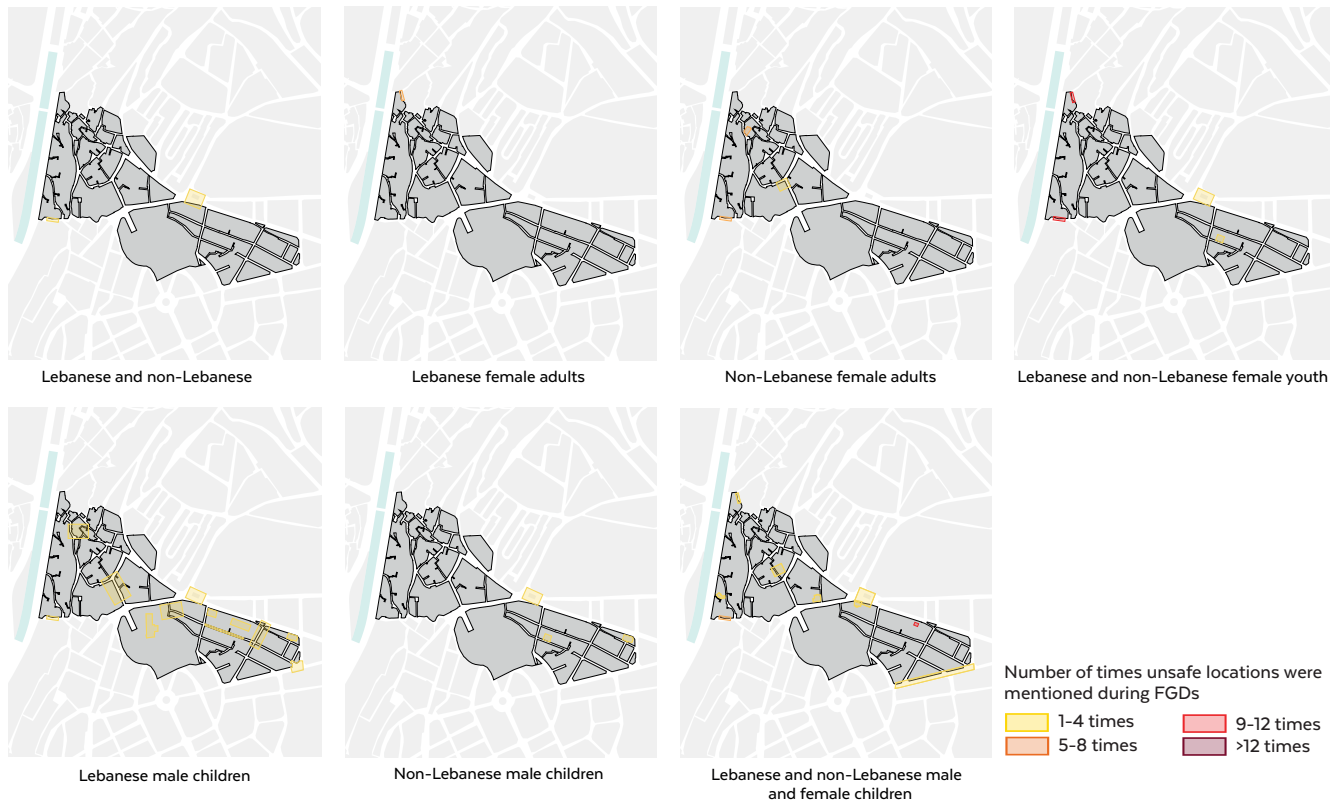 Lebanese and non-Lebanese
Lebanese female adults
Non-Lebanese female adults
Lebanese and non-Lebanese female youth
Lebanese male children
Non-Lebanese male children
Lebanese and non-Lebanese male
and female children
Number of times unsafe locations were
mentioned during FGDs
1-4 times
9-12 times
5-8 times
>12 times